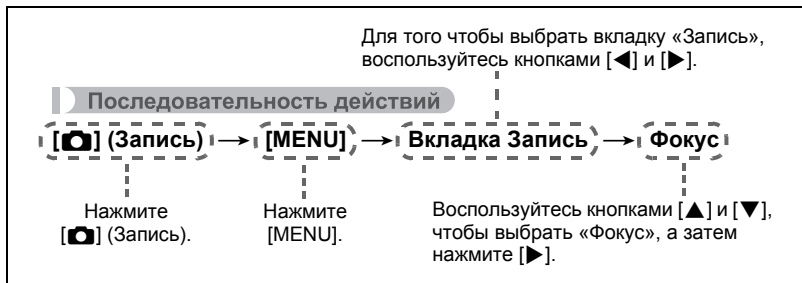 Для того чтобы выбрать вкладку «Запись»,
воспользуйтесь кнопками [◀] и [▶].
Последовательность действий
[📷] (Запись) → [MENU] → Вкладка Запись → Фокус
Нажмите
[📷] (Запись).
Нажмите
[MENU].
Воспользуйтесь кнопками [▲] и [▼],
чтобы выбрать «Фокус», а затем
нажмите [▶].